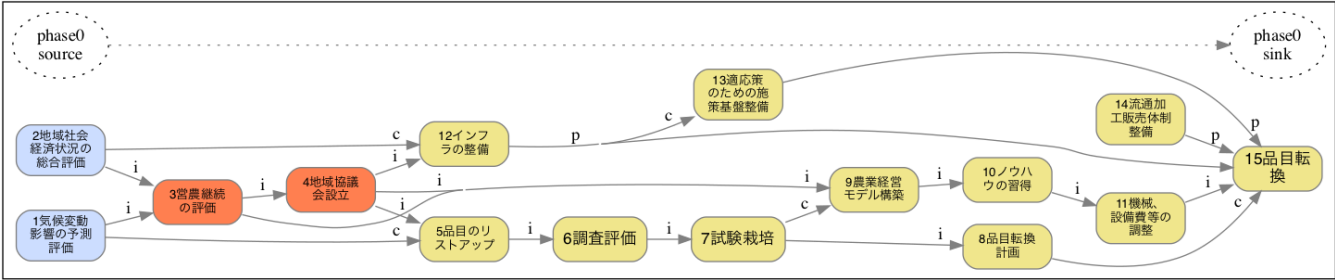 phase0
source
phase0
sink
13適応策
のための施
策基盤整備
c
p
14流通加
工販売体制
整備
p
p
2地域社会
経済状況の
総合評価
c
12インフ
ラの整備
p
i
i
15品目転
換
4地域協議
会設立
i
i
i
9農業経営
モデル構築
i
10ノウハ
ウの習得
i
3営農継続
の評価
i
11機械、
設備費等の
調整
i
c
1気候変動
影響の予測
評価
i
c
5品目のリ
ストアップ
i
6調査評価
i
7試験栽培
c
i
8品目転換
計画